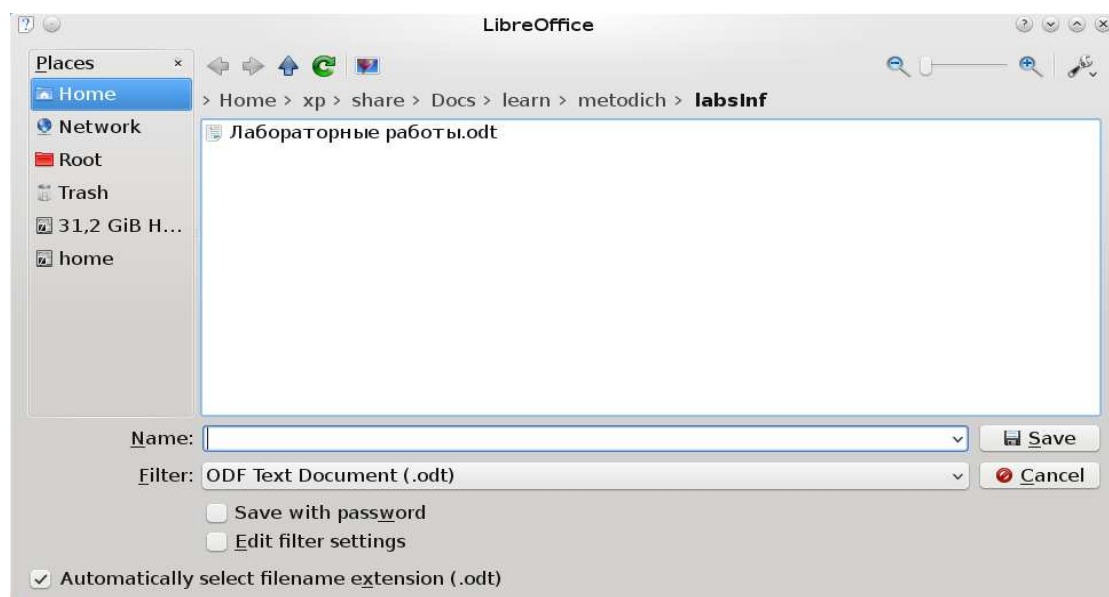 LibreOffice
Places
Home
Network
Root
Trash
31,2 GiB H...
home
> Home > xp > share > Docs > learn > metodich > labsInf
Лабораторные работы.odt
Name:
Save
Filter: ODF Text Document (.odt)
Cancel
Save with password
Edit filter settings
Automatically select filename extension (.odt)